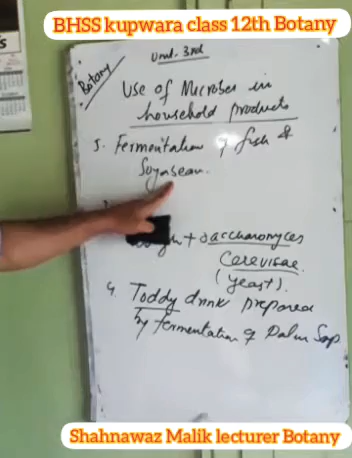 BHSS kupwara class 12th Botany
Unit. 3rd
Botany
Use of Microbes in
household products
5. Fermentation of fish &
Soyabean.
+ Saccharomyces
Cerevisae.
(yeast).
4. Toddy drink prepared
by fermentation of Palm Sap
Shahnawaz Malik lecturer Botany